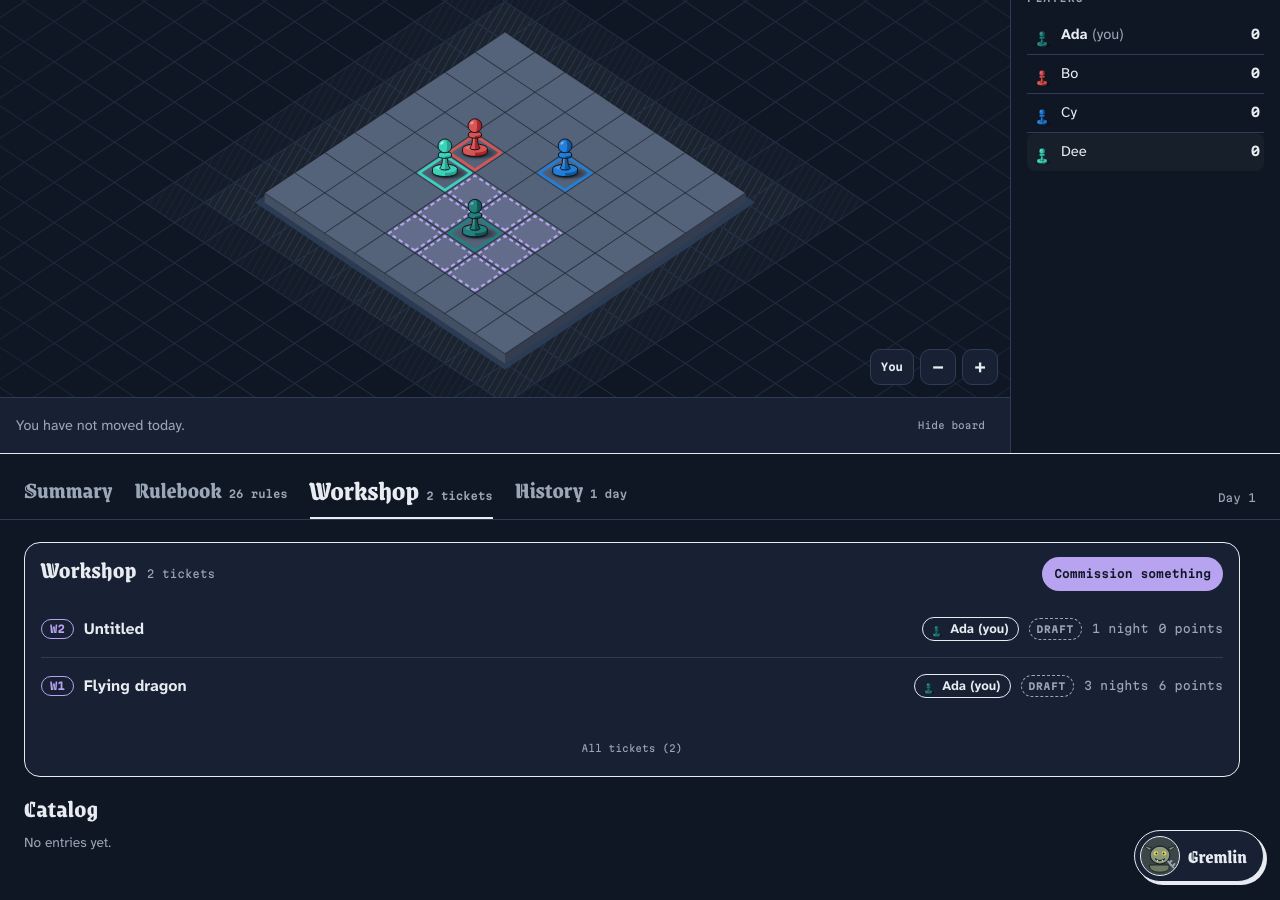 Ada (you) 0
Bo 0
Cy 0
Dee 0
You − +
You have not moved today. Hide board
Summary Rulebook 26 rules Workshop 2 tickets History 1 day Day 1
Workshop 2 tickets Commission something
W2 Untitled Ada (you) DRAFT 1 night 0 points
W1 Flying dragon Ada (you) DRAFT 3 nights 6 points
All tickets (2)
Catalog
No entries yet.
Gremlin